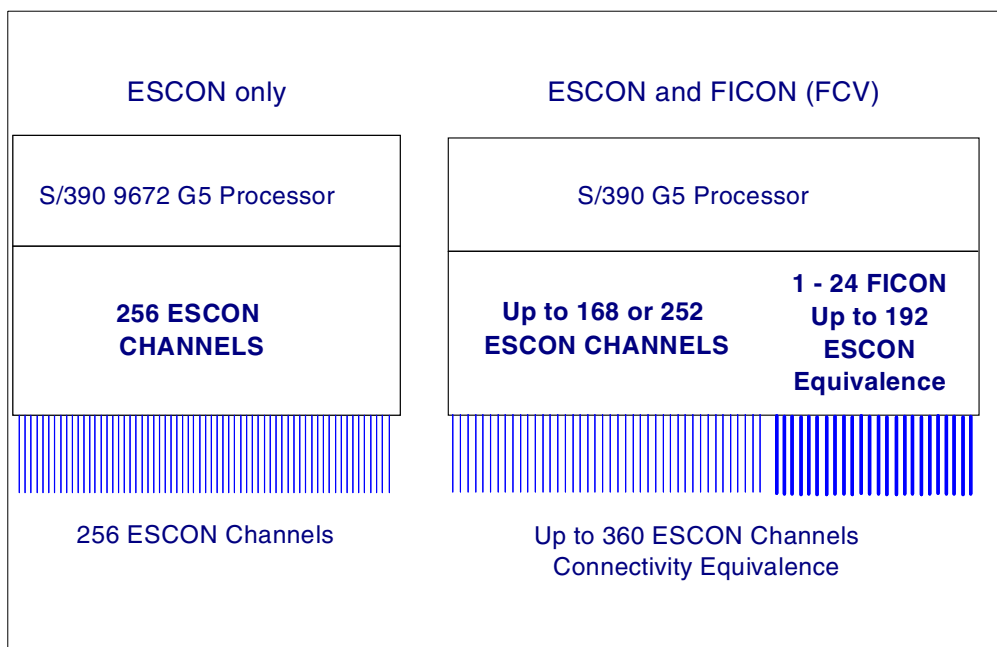 ESCON only
S/390 9672 G5 Processor
256 ESCON
CHANNELS
256 ESCON Channels
ESCON and FICON (FCV)
S/390 G5 Processor
Up to 168 or 252
ESCON CHANNELS
1 - 24 FICON
Up to 192
ESCON
Equivalence
Up to 360 ESCON Channels
Connectivity Equivalence